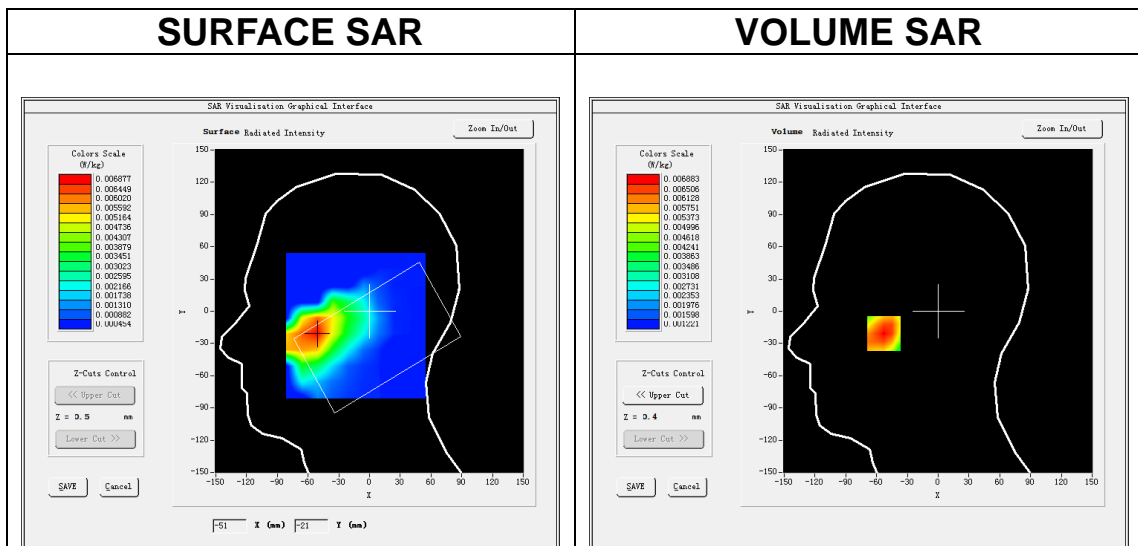 SURFACE SAR
SAR Visualisation Graphical Interface
Surface Radiated Intensity
Zoom In/Out
Colors Scale
(W/kg)
0.006877
0.006449
0.006020
0.005592
0.005164
0.004736
0.004307
0.003879
0.003451
0.003023
0.002595
0.002166
0.001738
0.001310
0.000882
0.000454
Z-Cuts Control
<< Upper Cut
Z = 0.5 mm
Lower Cut >>
SAVE Cancel
150
120
90
60
30
0
-30
-60
-90
-120
-150
Y
-150 -120 -90 -60 -30 0 30 60 90 120 150
X
-51 X (mm) -21 Y (mm)
VOLUME SAR
SAR Visualisation Graphical Interface
Volume Radiated Intensity
Zoom In/Out
Colors Scale
(W/kg)
0.006883
0.006506
0.006128
0.005751
0.005373
0.004996
0.004618
0.004241
0.003863
0.003486
0.003108
0.002731
0.002353
0.001976
0.001598
0.001221
Z-Cuts Control
<< Upper Cut
Z = 0.4 mm
Lower Cut >>
SAVE Cancel
150
120
90
60
30
0
-30
-60
-90
-120
-150
Y
-150 -120 -90 -60 -30 0 30 60 90 120 150
X